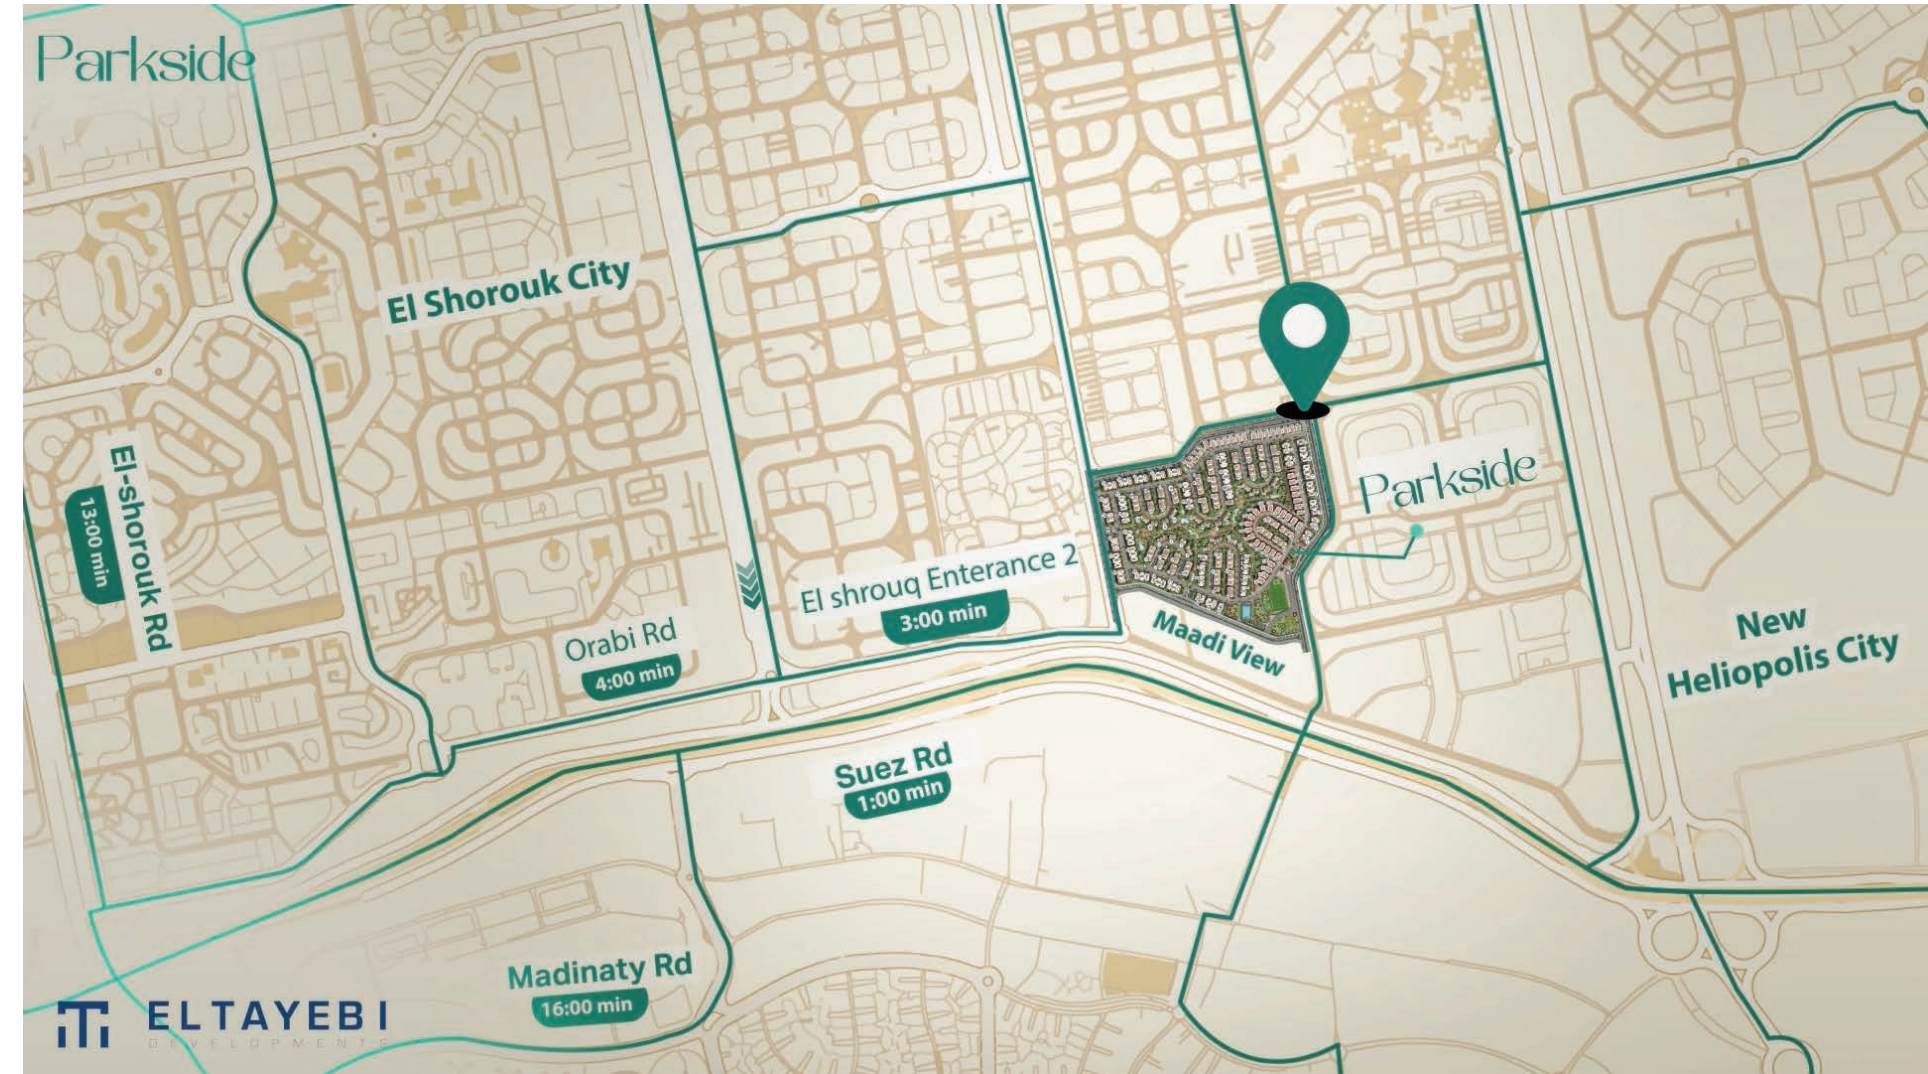 Parkside
El Shorouk City
El-shorouk Rd
13:00 min
Parkside
El shrouq Enterance 2
3:00 min
Orabi Rd
4:00 min
Maadi View
New
Heliopolis City
Suez Rd
1:00 min
Madinaty Rd
16:00 min
ELTAYEBI
DEVELOPMENTS